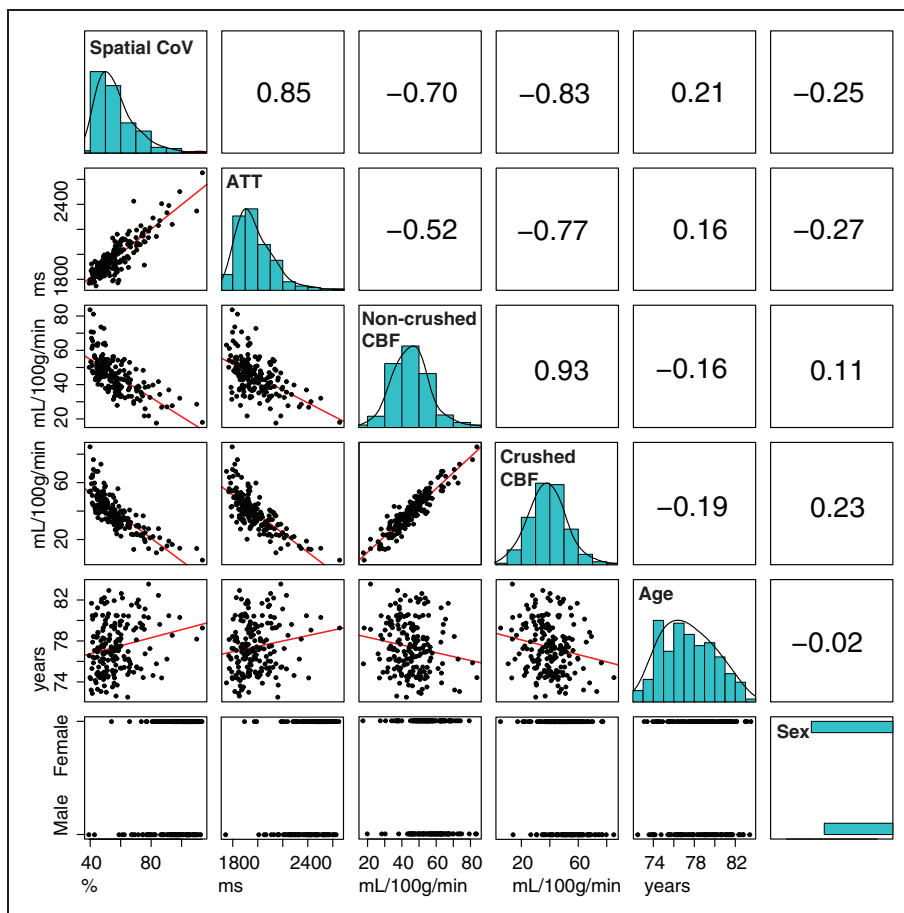 Spatial CoV
0.85
−0.70
−0.83
0.21
−0.25
ms
1800 2400
ATT
−0.52
−0.77
0.16
−0.27
mL/100g/min
20 40 60 80
Non-crushed
CBF
0.93
−0.16
0.11
mL/100g/min
20 60
Crushed
CBF
−0.19
0.23
years
74 78 82
Age
−0.02
Male Female
Sex
40 80
%
1800 2400
ms
20 40 60 80
mL/100g/min
20 60
mL/100g/min
74 78 82
years